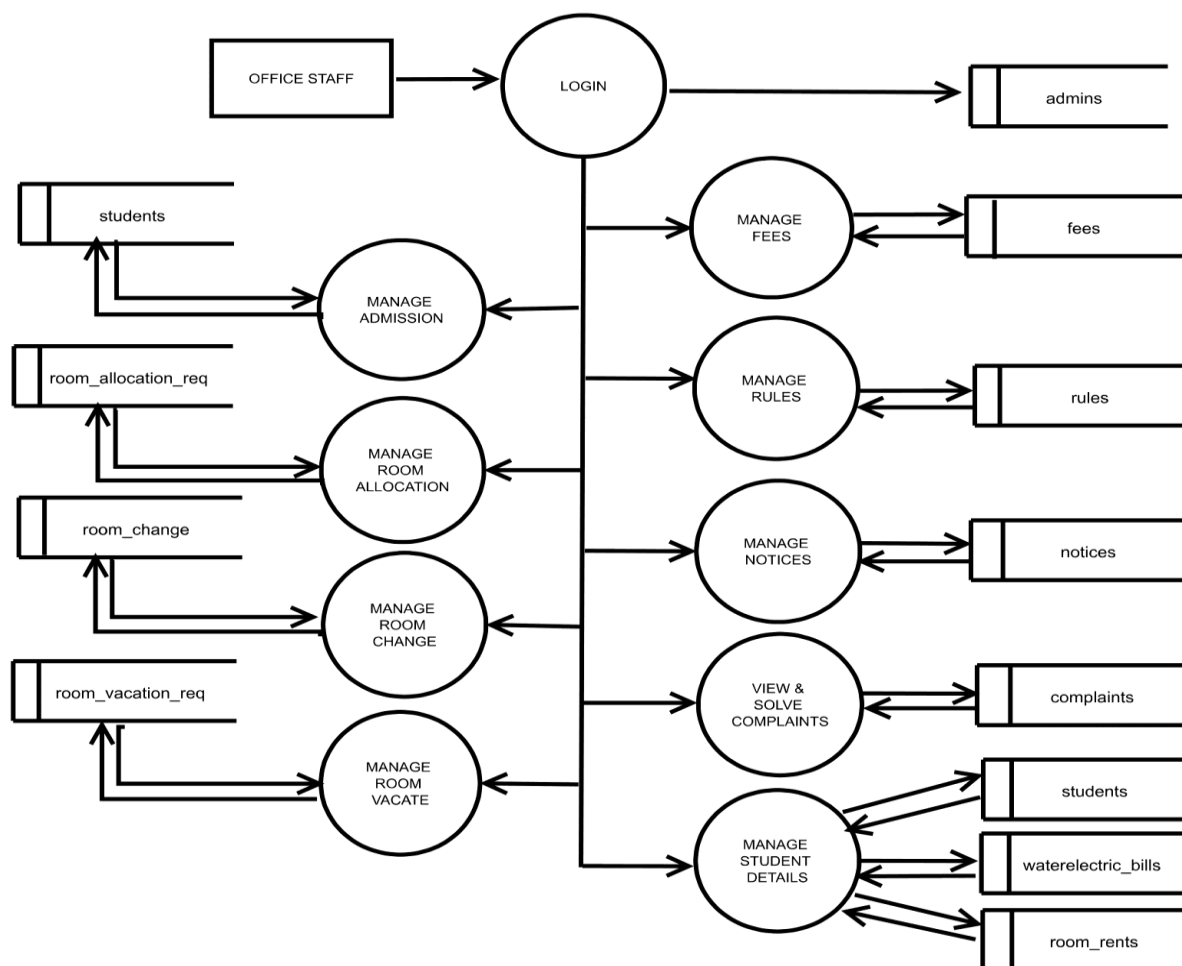 OFFICE STAFF
LOGIN
admins
students
MANAGE
FEES
fees
MANAGE
ADMISSION
room_allocation_req
MANAGE
RULES
rules
MANAGE
ROOM
ALLOCATION
room_change
MANAGE
NOTICES
notices
MANAGE
ROOM
CHANGE
room_vacation_req
VIEW &
SOLVE
COMPLAINTS
complaints
MANAGE
ROOM
VACATE
students
MANAGE
STUDENT
DETAILS
waterelectric_bills
room_rents